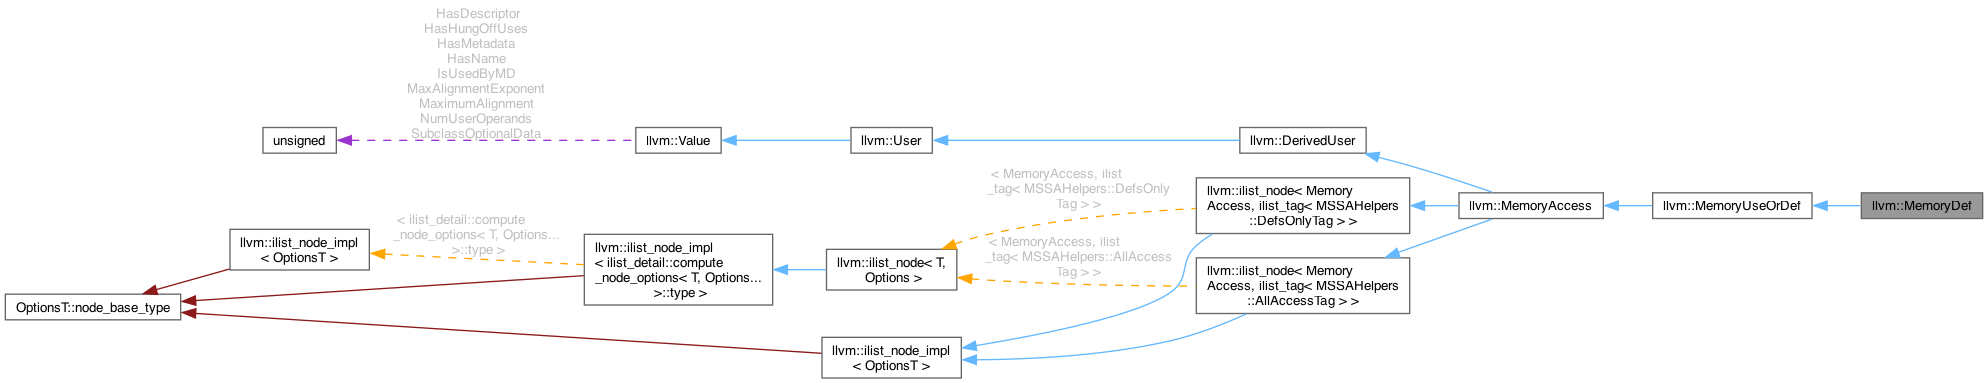 HasDescriptor
HasHungOffUses
HasMetadata
HasName
IsUsedByMD
MaxAlignmentExponent
MaximumAlignment
NumUserOperands
SubclassOptionalData
unsigned
llvm::Value
llvm::User
llvm::DerivedUser
< MemoryAccess, ilist
_tag< MSSAHelpers::DefsOnly
Tag > >
llvm::ilist_node< Memory
Access, ilist_tag< MSSAHelpers
::DefsOnlyTag > >
llvm::MemoryAccess
llvm::MemoryUseOrDef
llvm::MemoryDef
< ilist_detail::compute
_node_options< T, Options...
>::type >
llvm::ilist_node_impl
< OptionsT >
llvm::ilist_node_impl
< ilist_detail::compute
_node_options< T, Options...
>::type >
llvm::ilist_node< T,
Options >
< MemoryAccess, ilist
_tag< MSSAHelpers::AllAccess
Tag > >
llvm::ilist_node< Memory
Access, ilist_tag< MSSAHelpers
::AllAccessTag > >
OptionsT::node_base_type
llvm::ilist_node_impl
< OptionsT >